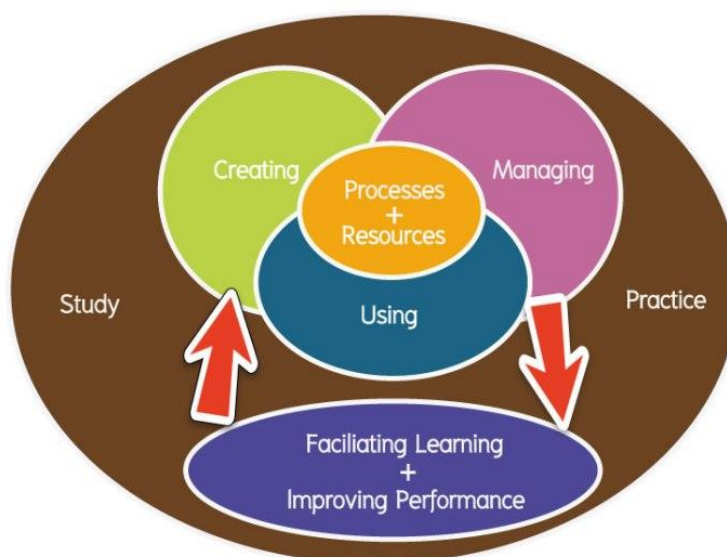 Creating
Managing
Processes
+
Resources
Study
Practice
Using
Faciliating Learning
+
Improving Performance